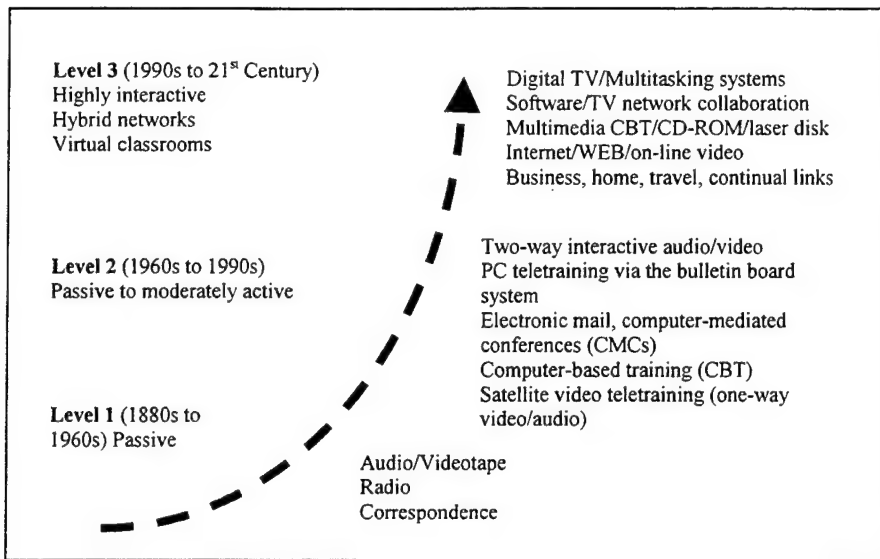 Level 3 (1990s to 21st Century)
Highly interactive
Hybrid networks
Virtual classrooms
Digital TV/Multitasking systems
Software/TV network collaboration
Multimedia CBT/CD-ROM/laser disk
Internet/WEB/on-line video
Business, home, travel, continual links
Level 2 (1960s to 1990s)
Passive to moderately active
Two-way interactive audio/video
PC teletraining via the bulletin board
system
Electronic mail, computer-mediated
conferences (CMCs)
Computer-based training (CBT)
Satellite video teletraining (one-way
video/audio)
Level 1 (1880s to
1960s) Passive
Audio/Videotape
Radio
Correspondence